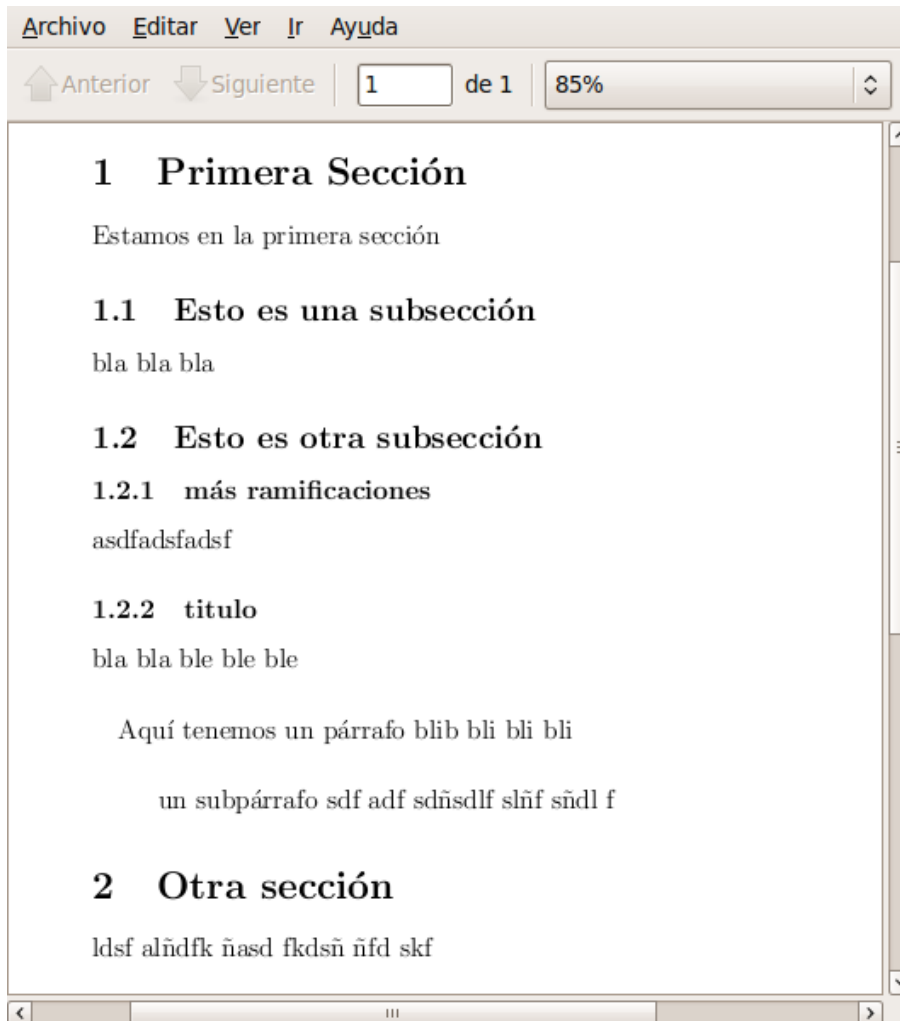 Archivo Editar Ver Ir Ayuda
Anterior Siguiente 1 de 1 85%
1 Primera Sección
Estamos en la primera sección
1.1 Esto es una subsección
bla bla bla
1.2 Esto es otra subsección
1.2.1 más ramificaciones
asdfadsfadsf
1.2.2 titulo
bla bla ble ble ble
Aquí tenemos un párrafo blib bli bli bli
un subpárrafo sdf adf sdñsdlf slñf sñdl f
2 Otra sección
ldsf alñdfk ñasd fkdsñ ñfd skf